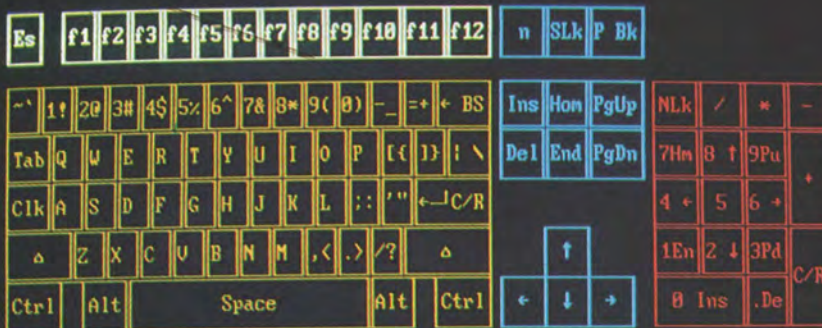 Es f1 f2 f3 f4 f5 f6 f7 f8 f9 f10 f11 f12 n SLk P Bk
~` 1! 2@ 3# 4$ 5% 6^ 7& 8* 9( 0) -_ =+ ← BS Ins Hom PgUp NLk / * -
Tab Q W E R T Y U I O P [{ ]} ¦ \ Del End PgDn 7Hm 8 ↑ 9Pu +
Clk A S D F G H J K L ;: '" ←┘C/R 4 ← 5 6 →
△ Z X C V B N M ,< .> /? △ ↑ 1En 2 ↓ 3Pd C/R
Ctrl Alt Space Alt Ctrl ← ↓ → 0 Ins .De